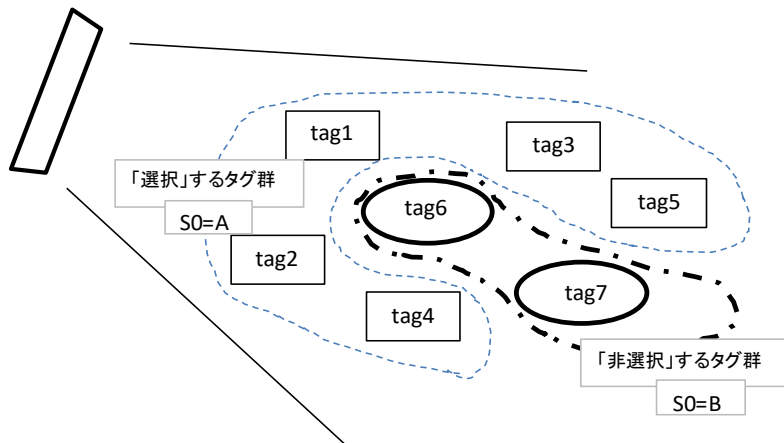 tag1
tag3
「選択」するタグ群
tag6
tag5
S0=A
tag2
tag7
tag4
「非選択」するタグ群
S0=B